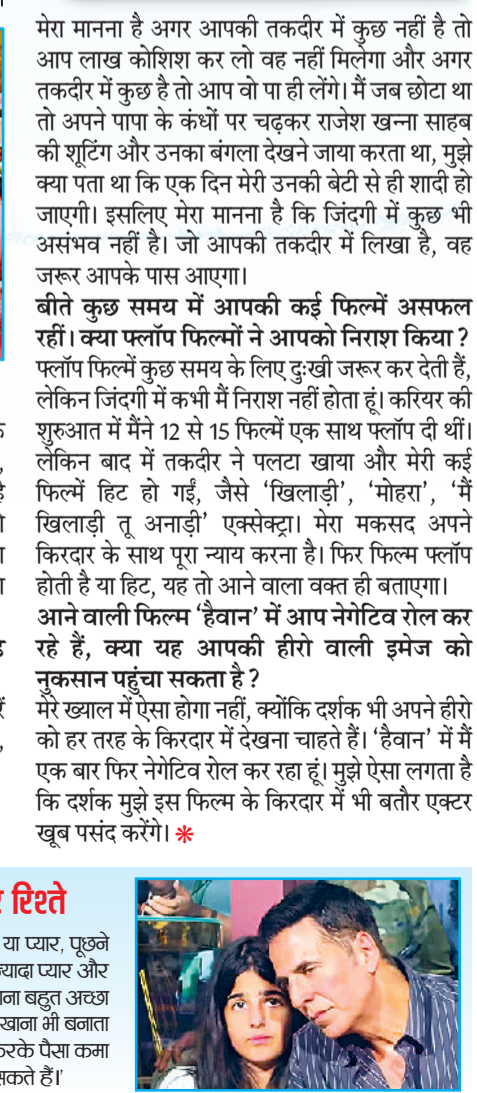 मेरा मानना है अगर आपकी तकदीर में कुछ नहीं है तो
आप लाख कोशिश कर लो वह नहीं मिलेगा और अगर
तकदीर में कुछ है तो आप वो पा ही लेंगे। मैं जब छोटा था
तो अपने पापा के कंधों पर चढ़कर राजेश खन्ना साहब
की शूटिंग और उनका बंगला देखने जाया करता था, मुझे
क्या पता था कि एक दिन मेरी उनकी बेटी से ही शादी हो
जाएगी। इसलिए मेरा मानना है कि जिंदगी में कुछ भी
असंभव नहीं है। जो आपकी तकदीर में लिखा है, वह
जरूर आपके पास आएगा।
बीते कुछ समय में आपकी कई फिल्में असफल
रहीं। क्या फ्लॉप फिल्मों ने आपको निराश किया ?
फ्लॉप फिल्में कुछ समय के लिए दुःखी जरूर कर देती हैं,
लेकिन जिंदगी में कभी मैं निराश नहीं होता हूं। करियर की
शुरुआत में मैंने 12 से 15 फिल्में एक साथ फ्लॉप दी थीं।
लेकिन बाद में तकदीर ने पलटा खाया और मेरी कई
फिल्में हिट हो गईं, जैसे ‘खिलाड़ी’, ‘मोहरा’, ‘मैं
खिलाड़ी तू अनाड़ी’ एक्सेक्ट्रा। मेरा मकसद अपने
किरदार के साथ पूरा न्याय करना है। फिर फिल्म फ्लॉप
होती है या हिट, यह तो आने वाला वक्त ही बताएगा।
आने वाली फिल्म ‘हैवान’ में आप नेगेटिव रोल कर
रहे हैं, क्या यह आपकी हीरो वाली इमेज को
नुकसान पहुंचा सकता है ?
मेरे ख्याल में ऐसा होगा नहीं, क्योंकि दर्शक भी अपने हीरो
को हर तरह के किरदार में देखना चाहते हैं। ‘हैवान’ में मैं
एक बार फिर नेगेटिव रोल कर रहा हूं। मुझे ऐसा लगता है
कि दर्शक मुझे इस फिल्म के किरदार में भी बतौर एक्टर
खूब पसंद करेंगे। *
रिश्ते
या प्यार, पूछने
प्यार और
बहुत अच्छा
खाना भी बनाता
करके पैसा कमा
सकते हैं।’